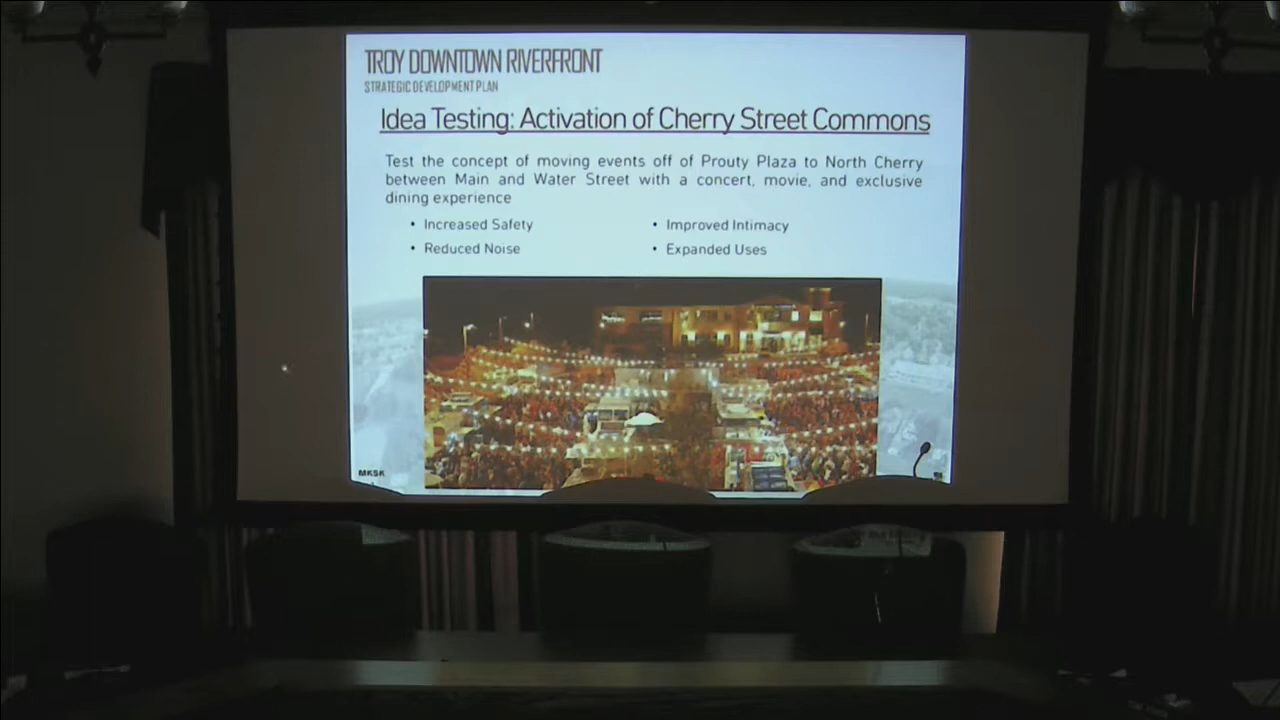 TROY DOWNTOWN RIVERFRONT
STRATEGIC DEVELOPMENT PLAN
Idea Testing: Activation of Cherry Street Commons
Test the concept of moving events off of Prouty Plaza to North Cherry
between Main and Water Street with a concert, movie, and exclusive
dining experience
• Increased Safety
• Reduced Noise
• Improved Intimacy
• Expanded Uses
MKSK